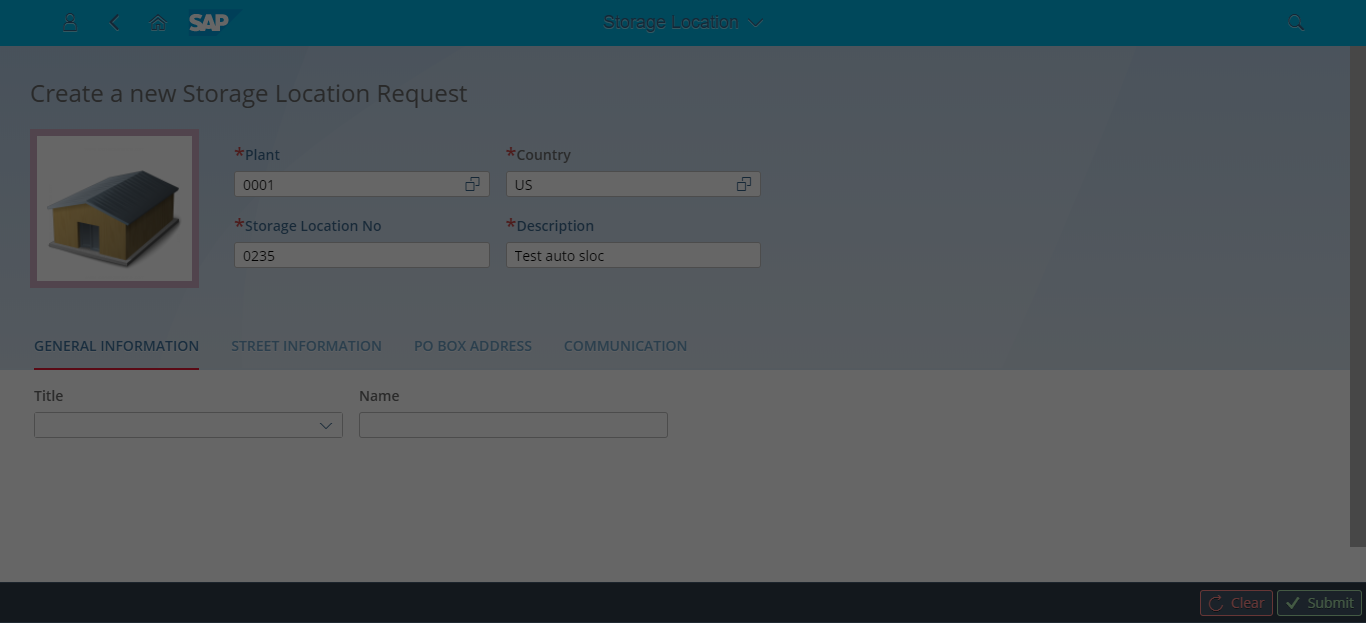 SAP
Storage Location
Create a new Storage Location Request
*Plant
*Country
0001
US
*Storage Location No
*Description
0235
Test auto sloc
GENERAL INFORMATION
STREET INFORMATION
PO BOX ADDRESS
COMMUNICATION
Title
Name
Clear
Submit